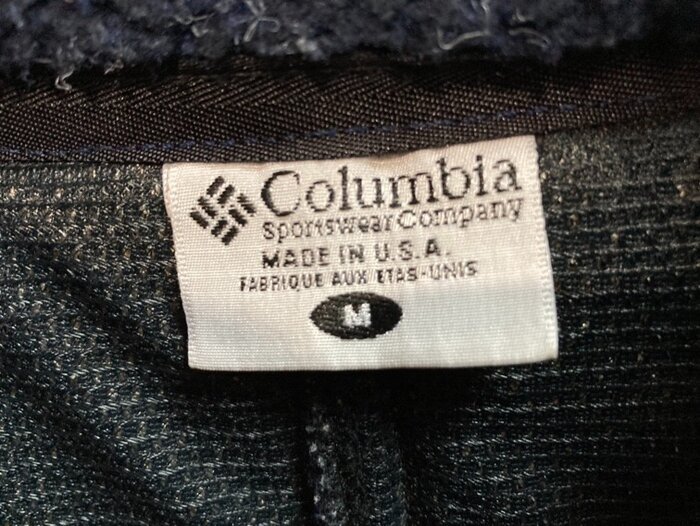 Columbia
Sportswear Company
MADE IN U.S.A.
FABRIQUE AUX ETAS-UNIS
M